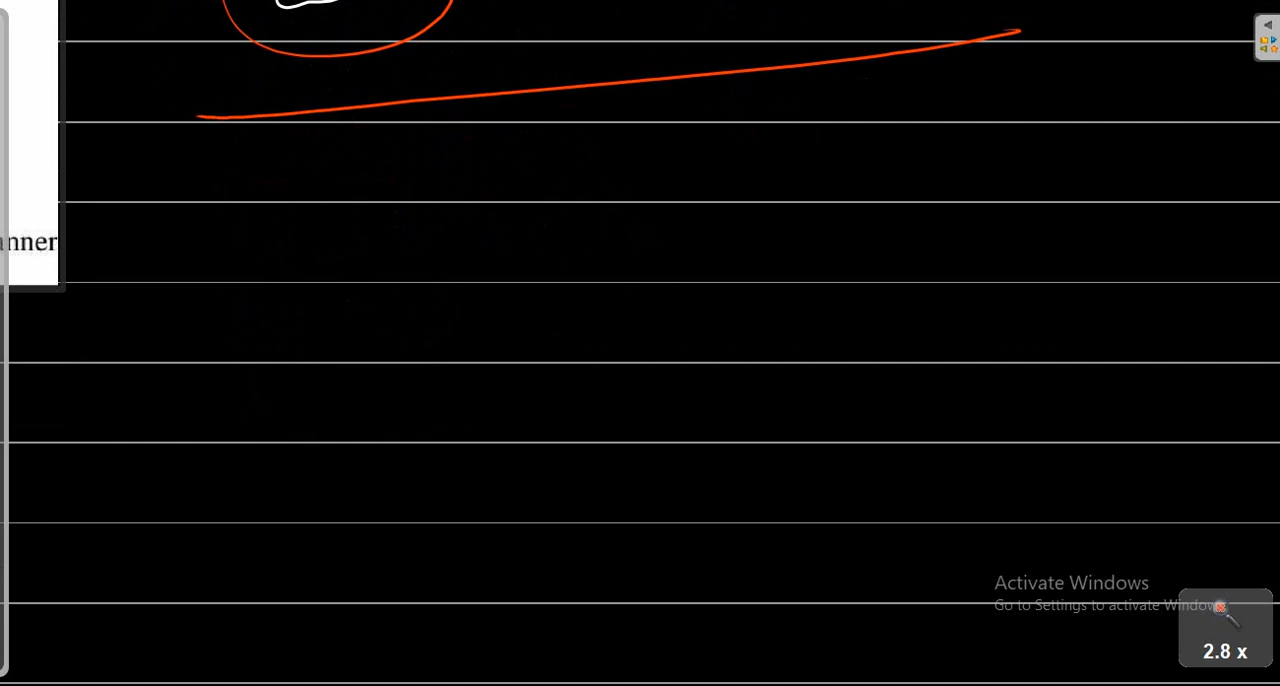 anner
Activate Windows
Go to Settings to activate Windows
2.8 x